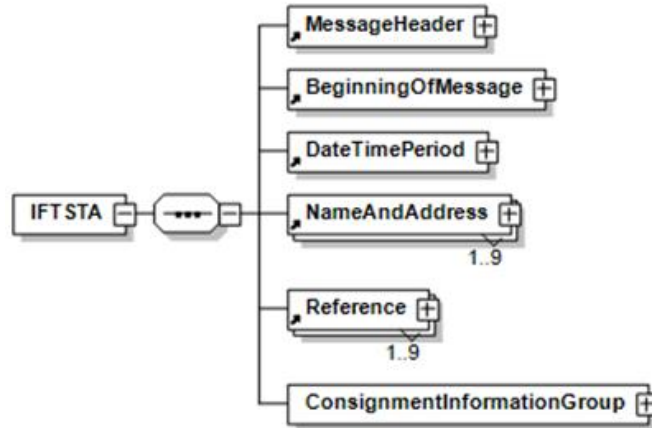 MessageHeader
BeginningOfMessage
DateTimePeriod
IFTSTA
NameAndAddress
1..9
Reference
1..9
ConsignmentInformationGroup